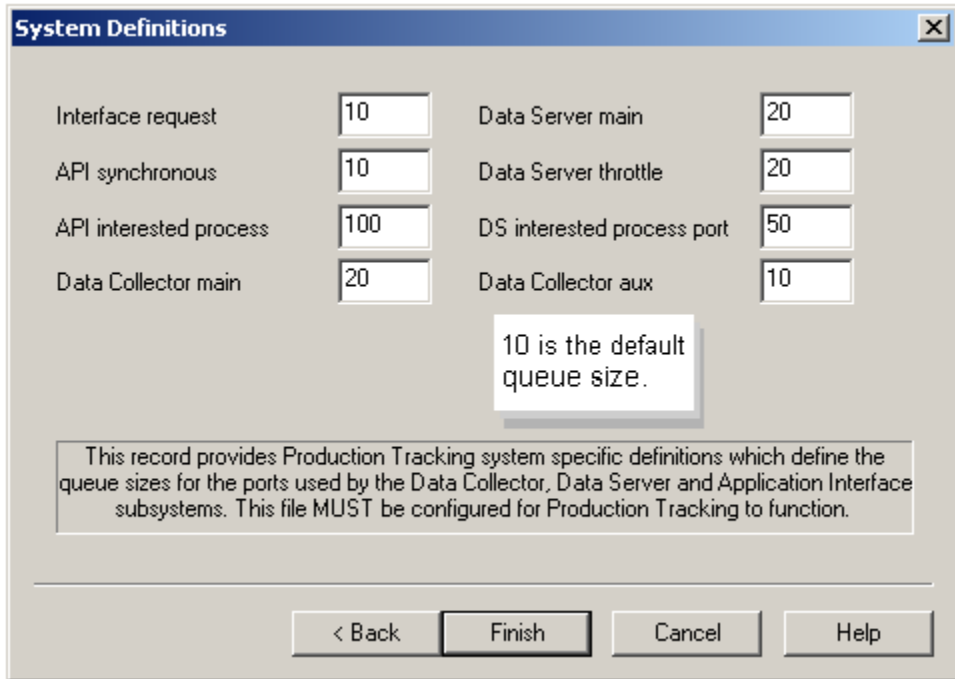 System Definitions
Interface request 10 Data Server main 20
API synchronous 10 Data Server throttle 20
API interested process 100 DS interested process port 50
Data Collector main 20 Data Collector aux 10
10 is the default
queue size.
This record provides Production Tracking system specific definitions which define the
queue sizes for the ports used by the Data Collector, Data Server and Application Interface
subsystems. This file MUST be configured for Production Tracking to function.
< Back Finish Cancel Help